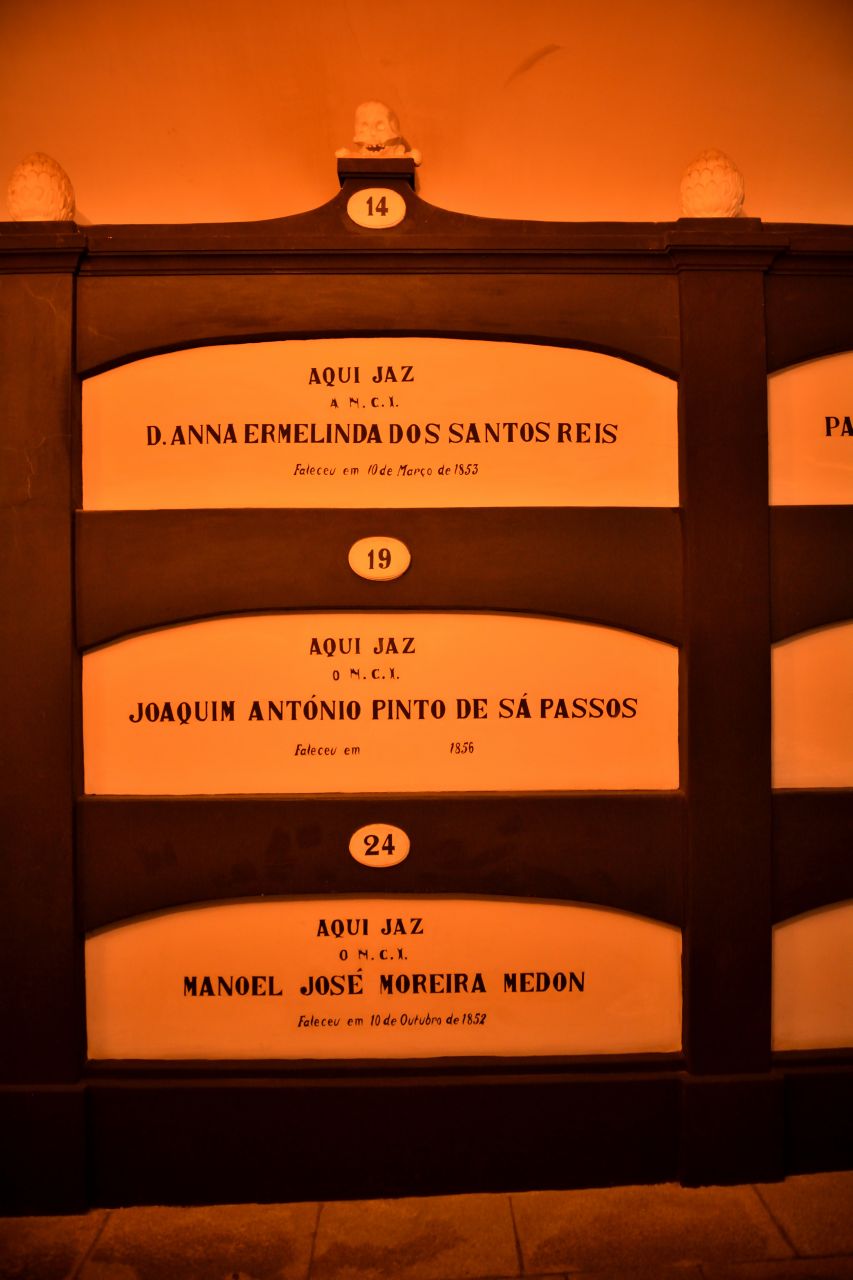 14
AQUI JAZ
A N.C.I.
D. ANNA ERMELINDA DOS SANTOS REIS
Faleceu em 10 de Março de 1853
PA
19
AQUI JAZ
O N.C.I.
JOAQUIM ANTÓNIO PINTO DE SÁ PASSOS
Faleceu em 1856
24
AQUI JAZ
O N.C.I.
MANOEL JOSÉ MOREIRA MEDON
Faleceu em 10 de Outubro de 1852